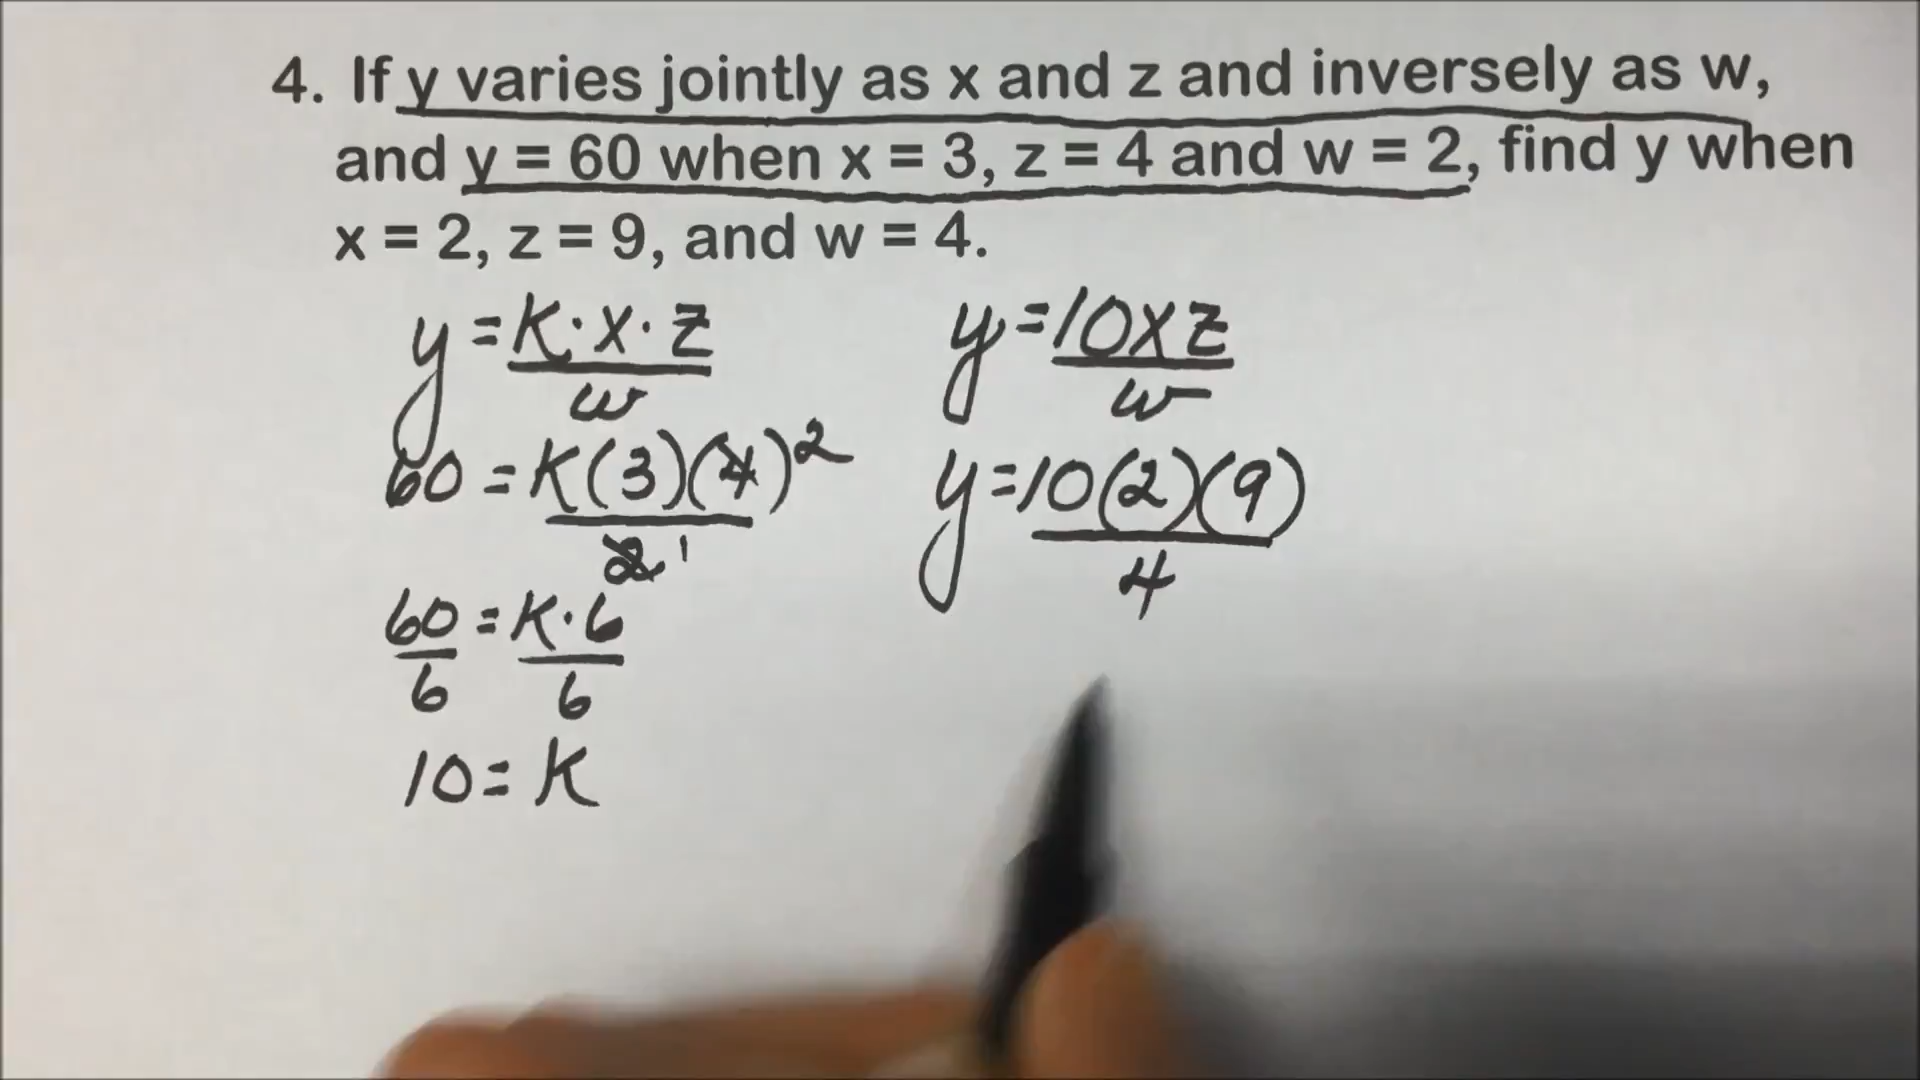 4. If y varies jointly as x and z and inversely as w,
and y = 60 when x = 3, z = 4 and w = 2, find y when
x = 2, z = 9, and w = 4.
y = K·x·z
w
60 = K(3)(4)2
2 1
60 = K·6
6 6
10 = K
y = 10xz
w
y = 10(2)(9)
4